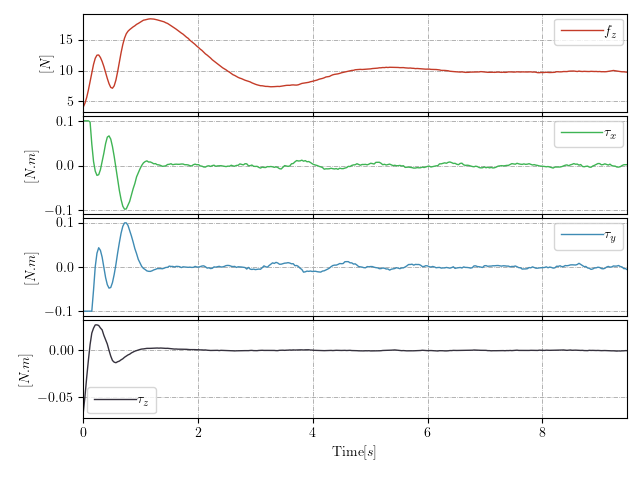 15
10
5
[N]
f_z
0.1
0.0
−0.1
[N.m]
τ_x
0.1
0.0
−0.1
[N.m]
τ_y
0.00
−0.05
[N.m]
τ_z
0 2 4 6 8
Time[s]